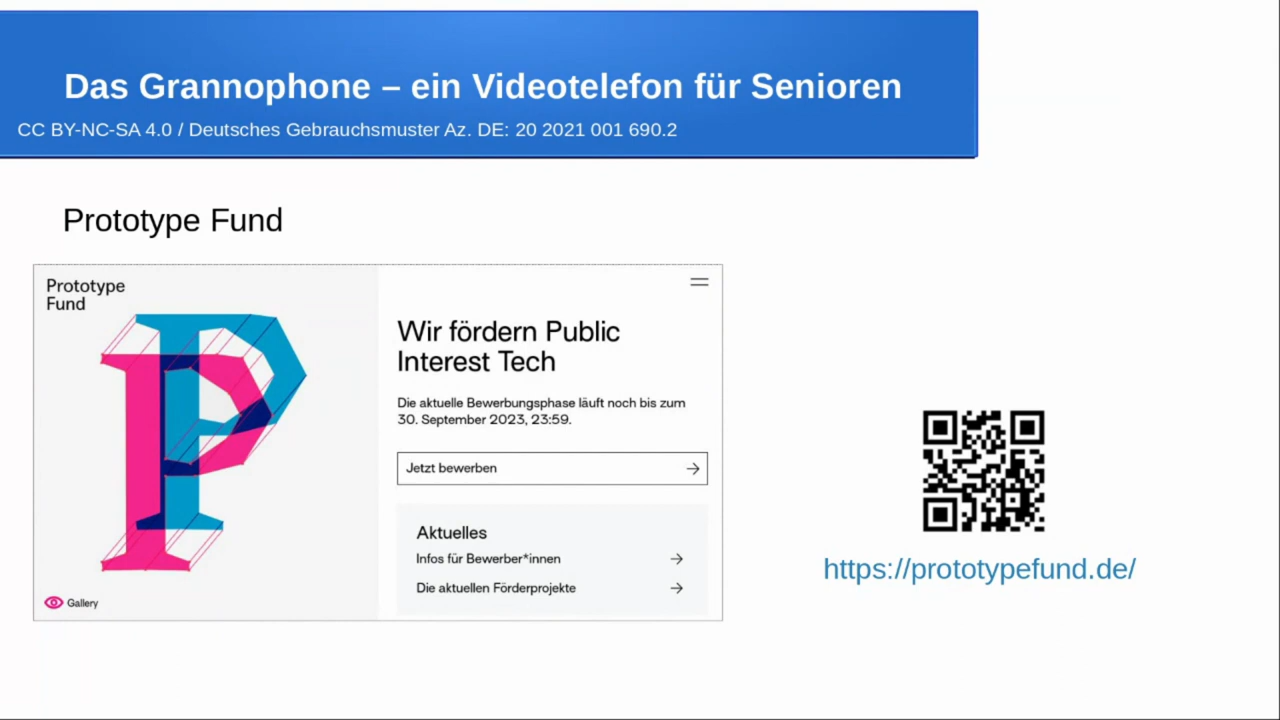 Das Grannophone – ein Videotelefon für Senioren
CC BY-NC-SA 4.0 / Deutsches Gebrauchsmuster Az. DE: 20 2021 001 690.2
Prototype Fund
Prototype
Fund
Wir fördern Public
Interest Tech
Die aktuelle Bewerbungsphase läuft noch bis zum
30. September 2023, 23:59.
Jetzt bewerben
Aktuelles
Infos für Bewerber*innen
Die aktuellen Förderprojekte
Gallery
https://prototypefund.de/